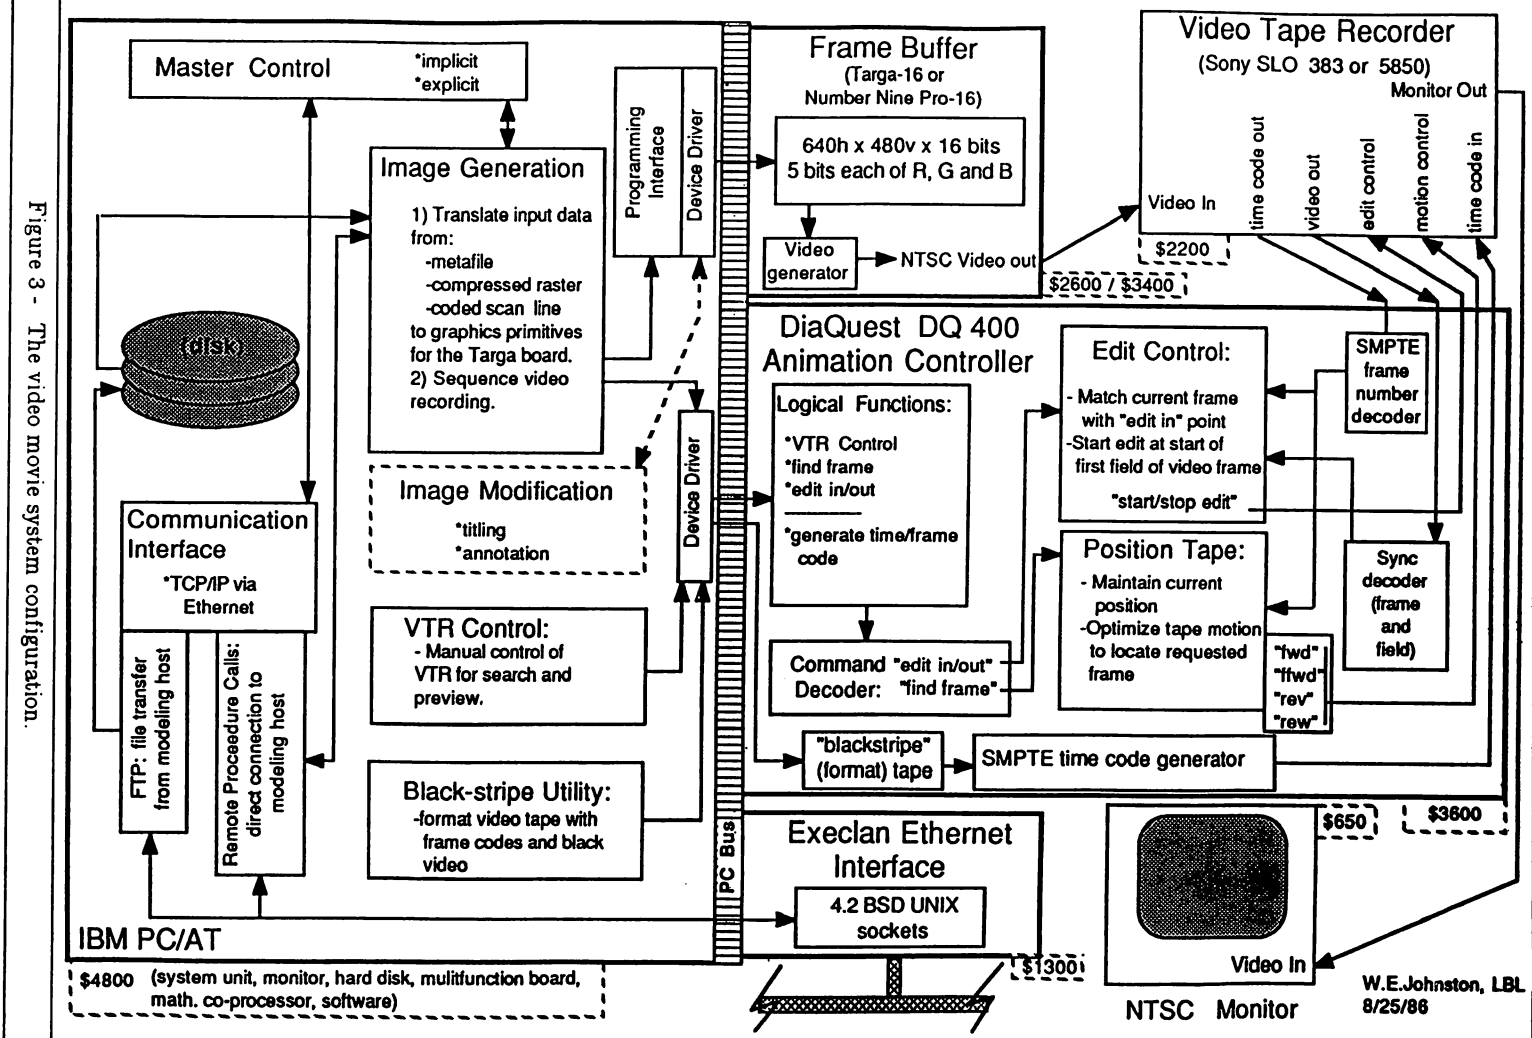 Figure 3 - The video movie system configuration.
Master Control
*implicit
*explicit
Image Generation
1) Translate input data
from:
-metafile
-compressed raster
-coded scan line
to graphics primitives
for the Targa board.
2) Sequence video
recording.
Programming
Interface
Device Driver
(disk)
Image Modification
*titling
*annotation
Device Driver
Communication
Interface
*TCP/IP via
Ethernet
FTP: file transfer
from modeling host
Remote Proceedure Calls:
direct connection to
modeling host
VTR Control:
- Manual control of
VTR for search and
preview.
Black-stripe Utility:
-format video tape with
frame codes and black
video
IBM PC/AT
$4800 (system unit, monitor, hard disk, mulitfunction board,
math. co-processor, software)
PC Bus
Frame Buffer
(Targa-16 or
Number Nine Pro-16)
640h x 480v x 16 bits
5 bits each of R, G and B
Video
generator
NTSC Video out
$2600 / $3400
Video Tape Recorder
(Sony SLO 383 or 5850)
Monitor Out
Video In
time code out
video out
edit control
motion control
time code in
$2200
DiaQuest DQ 400
Animation Controller
Logical Functions:
*VTR Control
*find frame
*edit in/out
*generate time/frame
code
Command "edit in/out"
Decoder: "find frame"
Edit Control:
- Match current frame
with "edit in" point
-Start edit at start of
first field of video frame
"start/stop edit"
SMPTE
frame
number
decoder
Position Tape:
- Maintain current
position
-Optimize tape motion
to locate requested
frame
"fwd"
"ffwd"
"rev"
"rew"
Sync
decoder
(frame
and
field)
"blackstripe"
(format) tape
SMPTE time code generator
$3600
Execlan Ethernet
Interface
4.2 BSD UNIX
sockets
$1300
$650
Video In
NTSC Monitor
W.E.Johnston, LBL
8/25/86